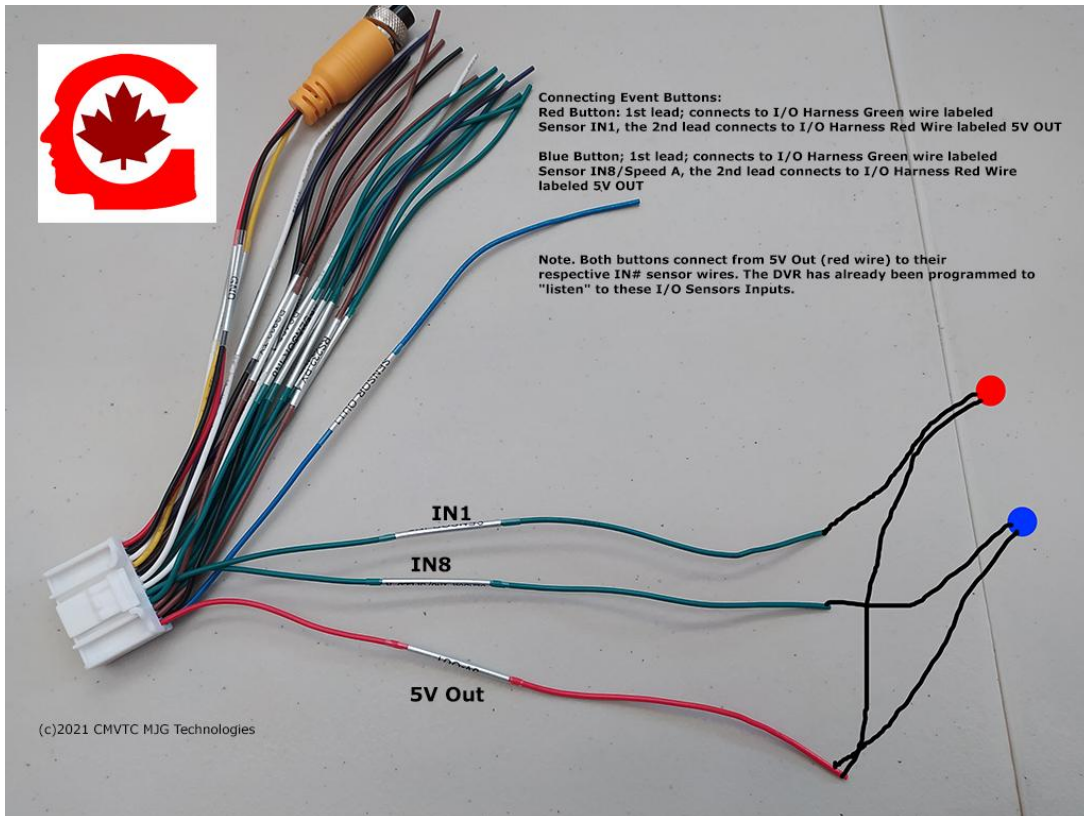 Connecting Event Buttons:
Red Button: 1st lead; connects to I/O Harness Green wire labeled
Sensor IN1, the 2nd lead connects to I/O Harness Red Wire labeled 5V OUT
Blue Button; 1st lead; connects to I/O Harness Green wire labeled
Sensor IN8/Speed A, the 2nd lead connects to I/O Harness Red Wire
labeled 5V OUT
Note. Both buttons connect from 5V Out (red wire) to their
respective IN# sensor wires. The DVR has already been programmed to
"listen" to these I/O Sensors Inputs.
GND
SENSOR OUT1
IN1
IN8
5V Out
(c)2021 CMVTC MJG Technologies